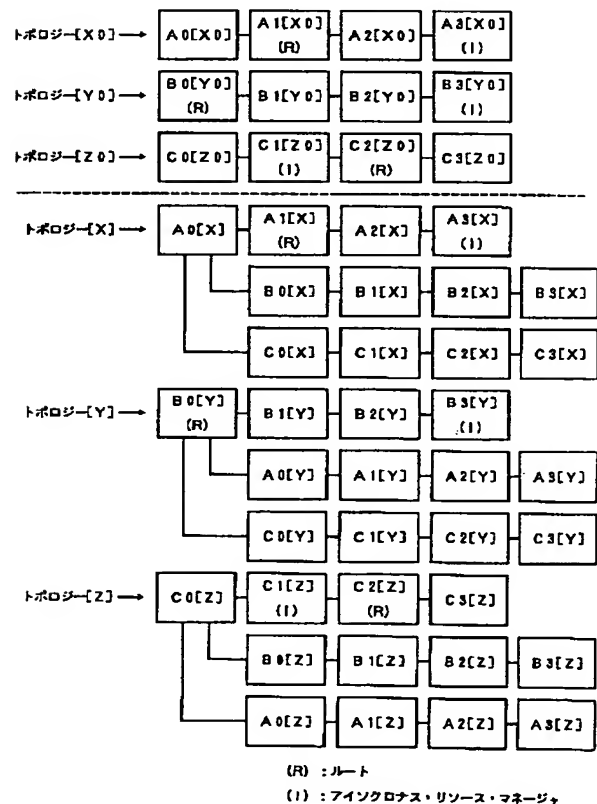 トポロジー[X0] → A0[X0] A1[X0] (R) A2[X0] A3[X0] (I)
トポロジー[Y0] → B0[Y0] (R) B1[Y0] B2[Y0] B3[Y0] (I)
トポロジー[Z0] → C0[Z0] C1[Z0] (I) C2[Z0] (R) C3[Z0]
トポロジー[X] → A0[X] A1[X] (R) A2[X] A3[X] (I)
B0[X] B1[X] B2[X] B3[X]
C0[X] C1[X] C2[X] C3[X]
トポロジー[Y] → B0[Y] (R) B1[Y] B2[Y] B3[Y] (I)
A0[Y] A1[Y] A2[Y] A3[Y]
C0[Y] C1[Y] C2[Y] C3[Y]
トポロジー[Z] → C0[Z] C1[Z] (I) C2[Z] (R) C3[Z]
B0[Z] B1[Z] B2[Z] B3[Z]
A0[Z] A1[Z] A2[Z] A3[Z]
(R) : ルート
(I) : アイソクロナス・リソース・マネージャ